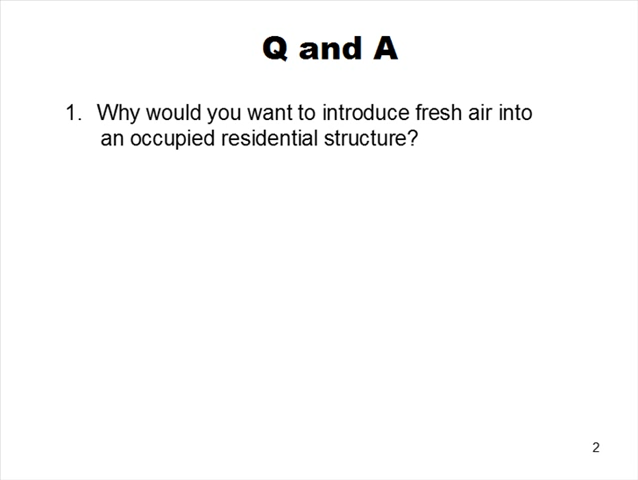 Q and A
1. Why would you want to introduce fresh air into
an occupied residential structure?
2